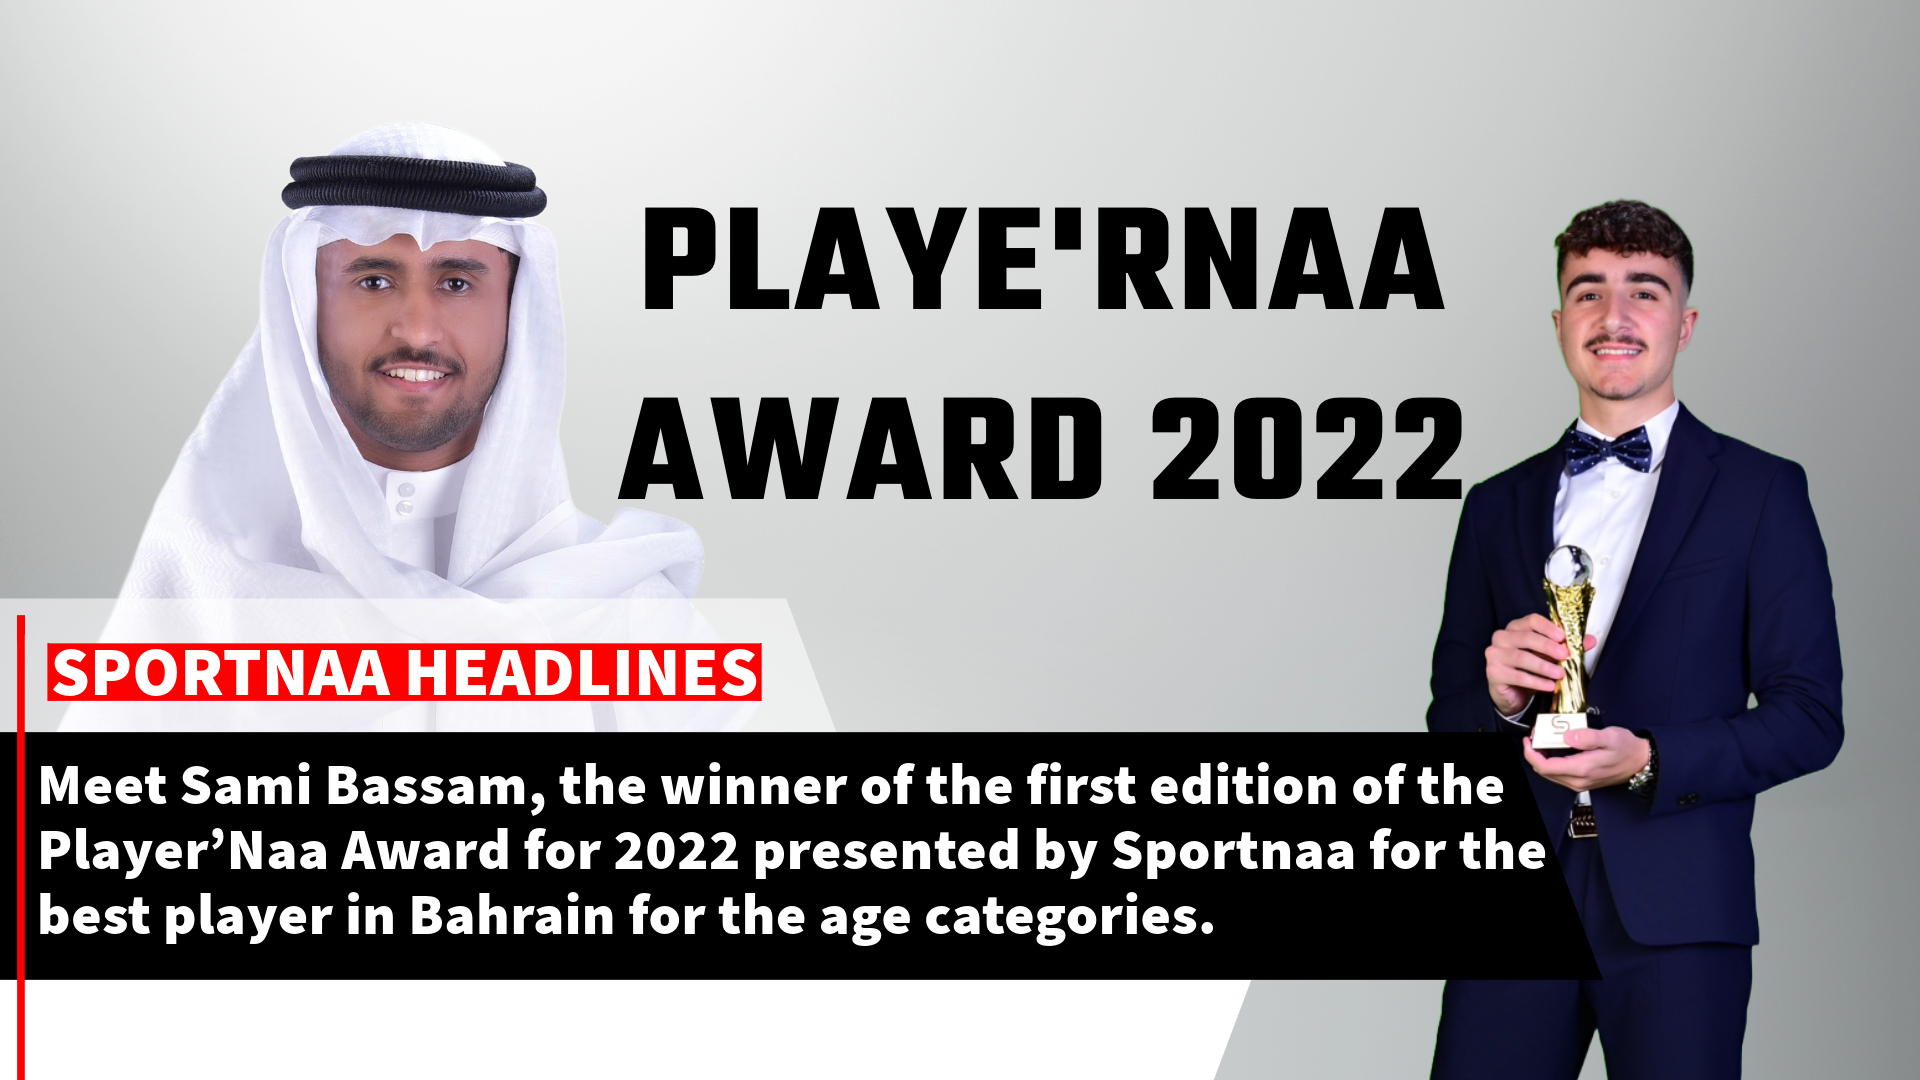 PLAYE'RNAA
AWARD 2022
SPORTNAA HEADLINES
Meet Sami Bassam, the winner of the first edition of the
Player’Naa Award for 2022 presented by Sportnaa for the
best player in Bahrain for the age categories.